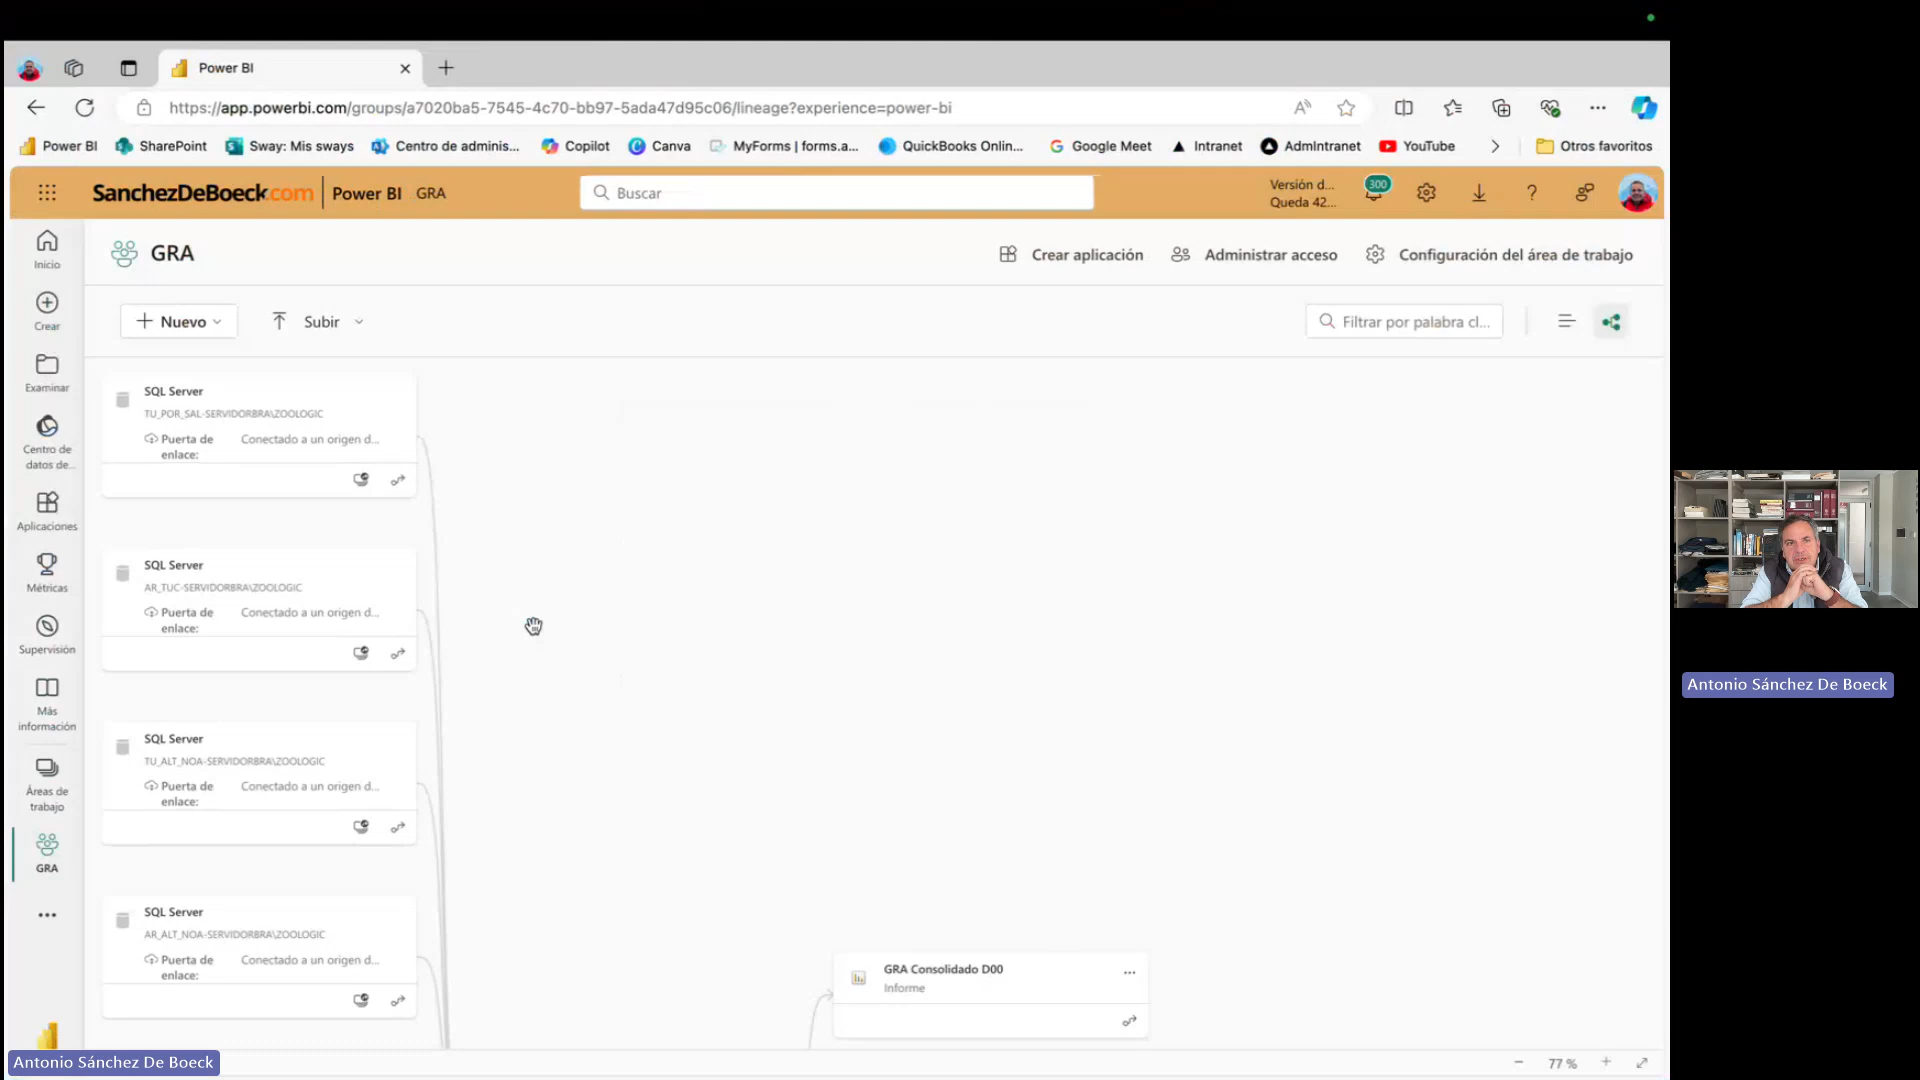 Power BI
https://app.powerbi.com/groups/a7020ba5-7545-4c70-bb97-5ada47d95c06/lineage?experience=power-bi
Power BI
SharePoint
Sway: Mis sways
Centro de adminis...
Copilot
Canva
MyForms | forms.a...
QuickBooks Onlin...
Google Meet
Intranet
AdmIntranet
YouTube
Otros favoritos
SanchezDeBoeck.com
Power BI
GRA
Buscar
Versión d...
Queda 42...
300
Inicio
Crear
Examinar
Centro de
datos de...
Aplicaciones
Métricas
Supervisión
Más
información
Áreas de
trabajo
GRA
GRA
Crear aplicación
Administrar acceso
Configuración del área de trabajo
Nuevo
Subir
Filtrar por palabra cl...
SQL Server
TU_POR_SAL-SERVIDORBRA\ZOOLOGIC
Puerta de
enlace:
Conectado a un origen d...
SQL Server
AR_TUC-SERVIDORBRA\ZOOLOGIC
Puerta de
enlace:
Conectado a un origen d...
SQL Server
TU_ALT_NOA-SERVIDORBRA\ZOOLOGIC
Puerta de
enlace:
Conectado a un origen d...
SQL Server
AR_ALT_NOA-SERVIDORBRA\ZOOLOGIC
Puerta de
enlace:
Conectado a un origen d...
GRA Consolidado D00
Informe
77 %
Antonio Sánchez De Boeck
Antonio Sánchez De Boeck